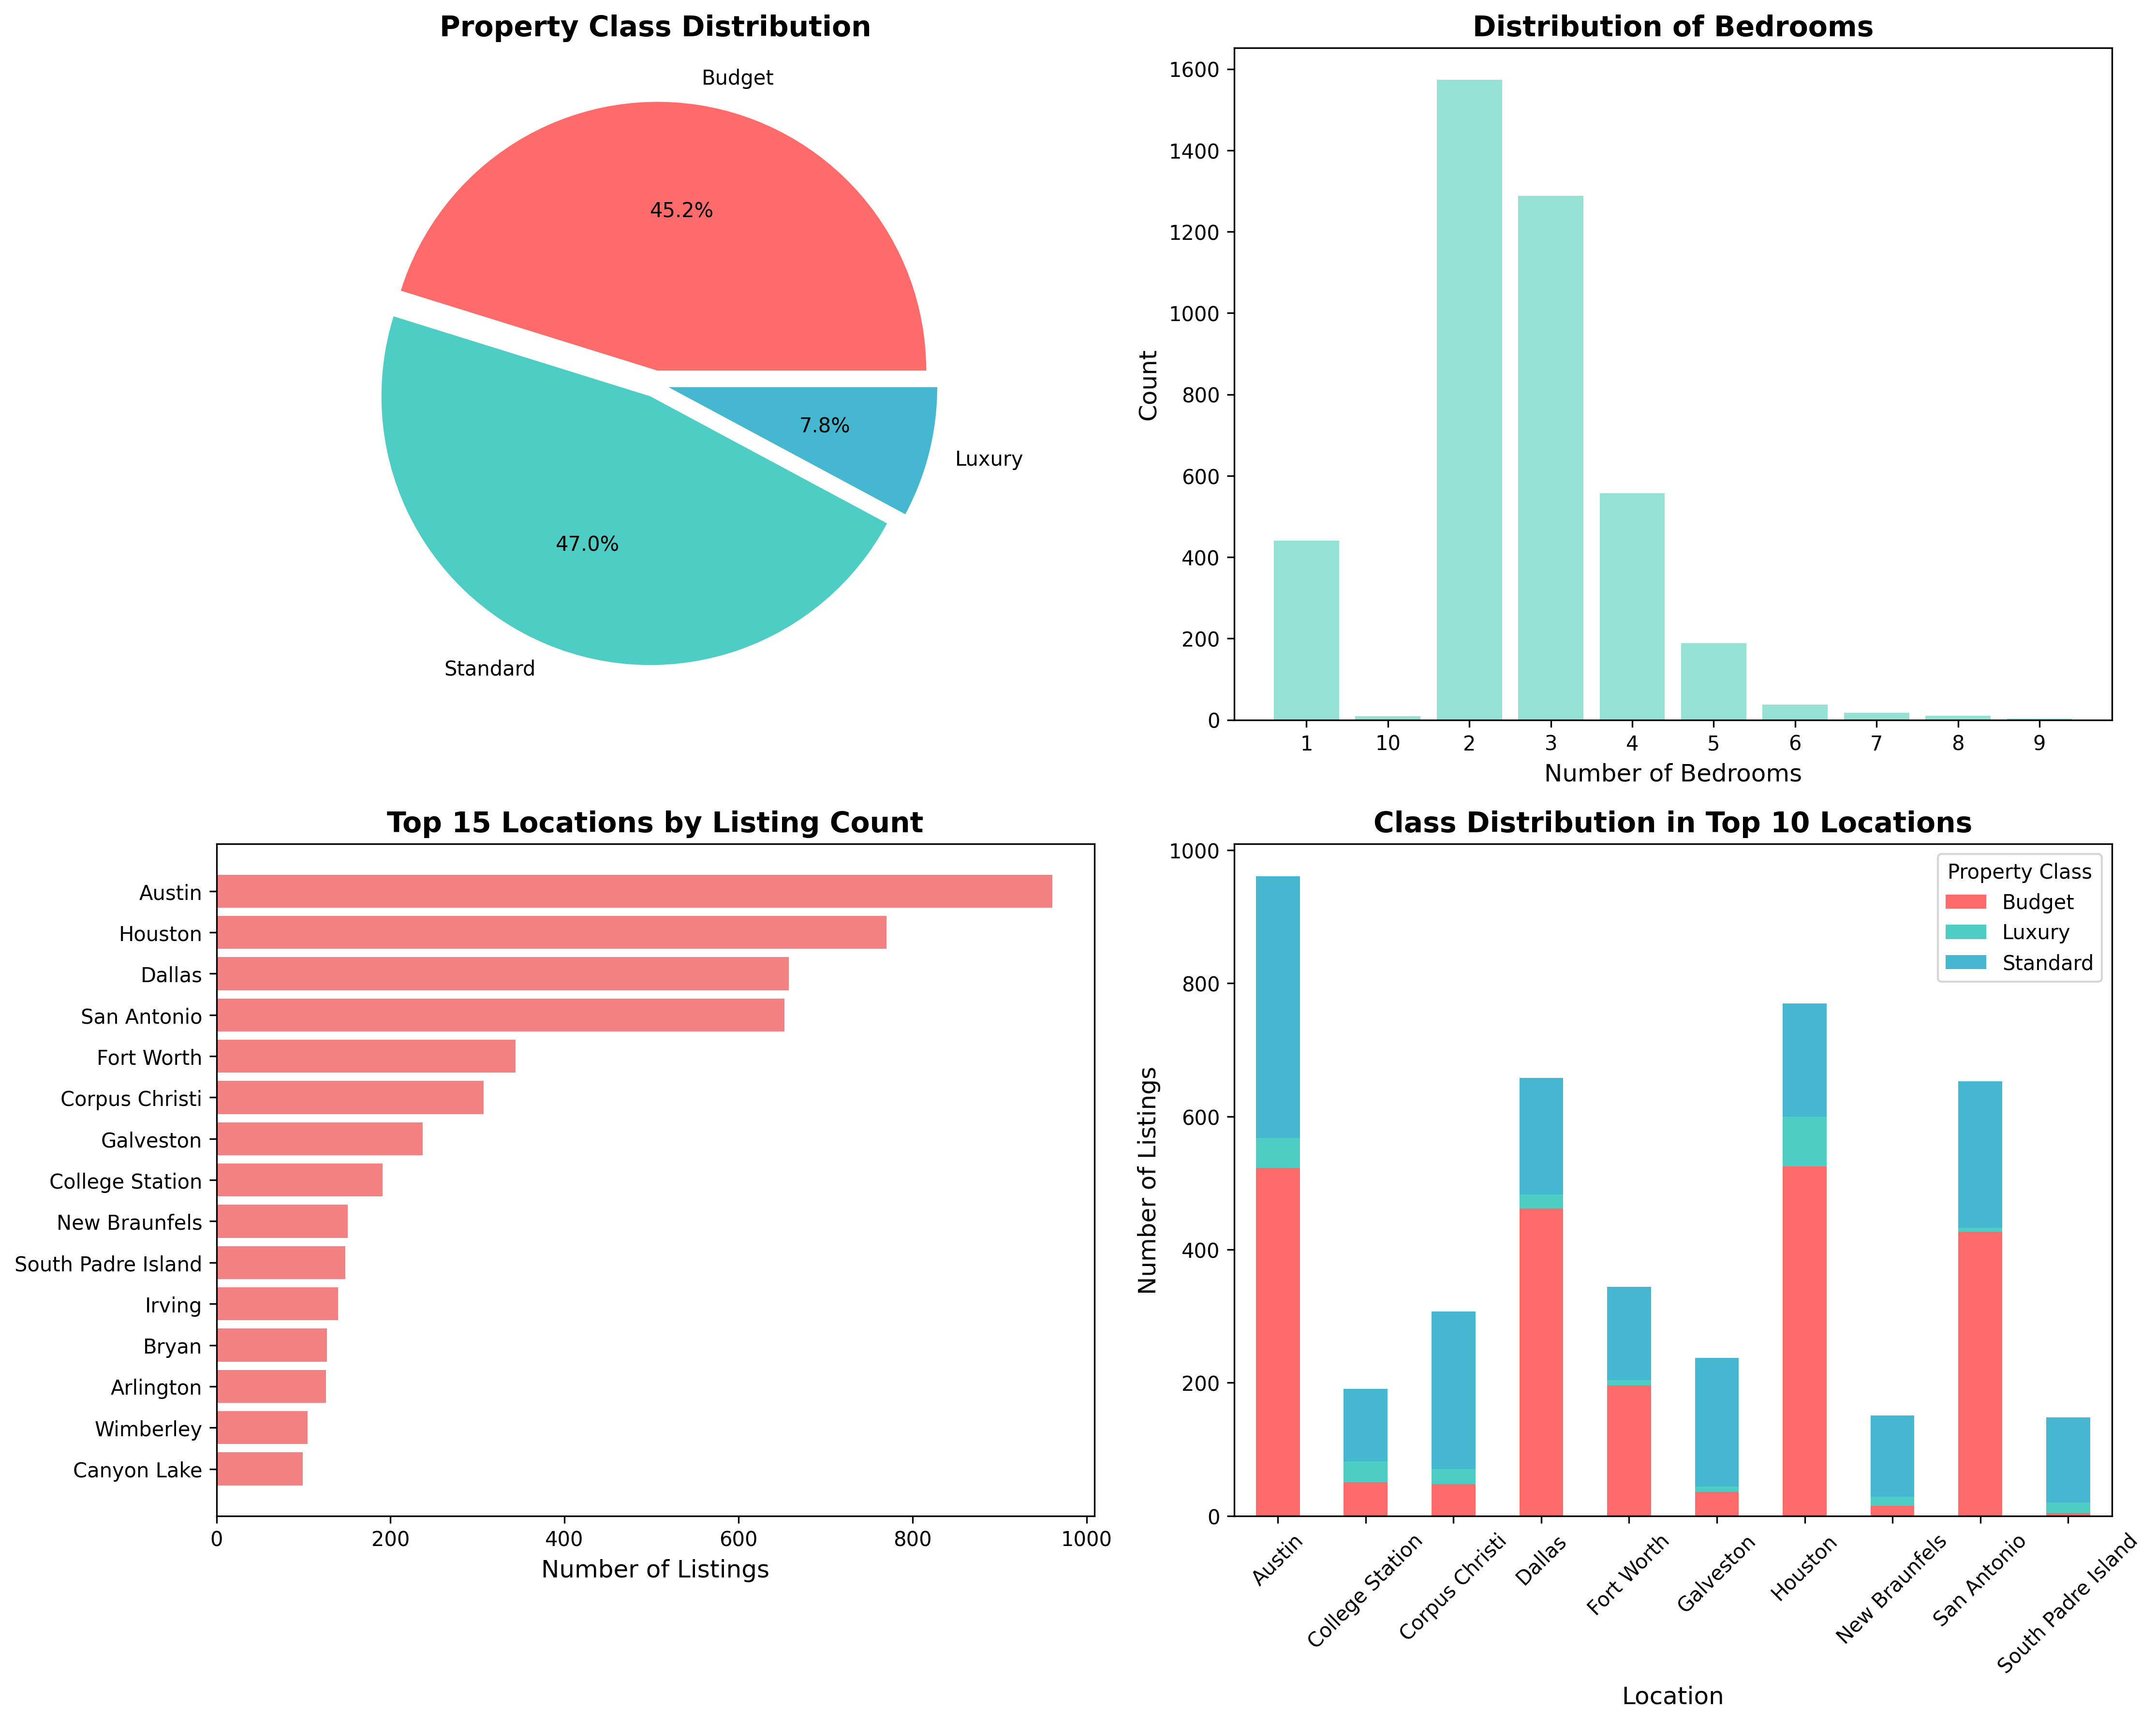 Property Class Distribution
Budget
45.2%
7.8%
Luxury
47.0%
Standard
Distribution of Bedrooms
1600
1400
1200
1000
800
600
400
200
0
Count
1 10 2 3 4 5 6 7 8 9
Number of Bedrooms
Top 15 Locations by Listing Count
Austin
Houston
Dallas
San Antonio
Fort Worth
Corpus Christi
Galveston
College Station
New Braunfels
South Padre Island
Irving
Bryan
Arlington
Wimberley
Canyon Lake
0 200 400 600 800 1000
Number of Listings
Class Distribution in Top 10 Locations
1000
800
600
400
200
0
Number of Listings
Property Class
Budget
Luxury
Standard
Austin
College Station
Corpus Christi
Dallas
Fort Worth
Galveston
Houston
New Braunfels
San Antonio
South Padre Island
Location